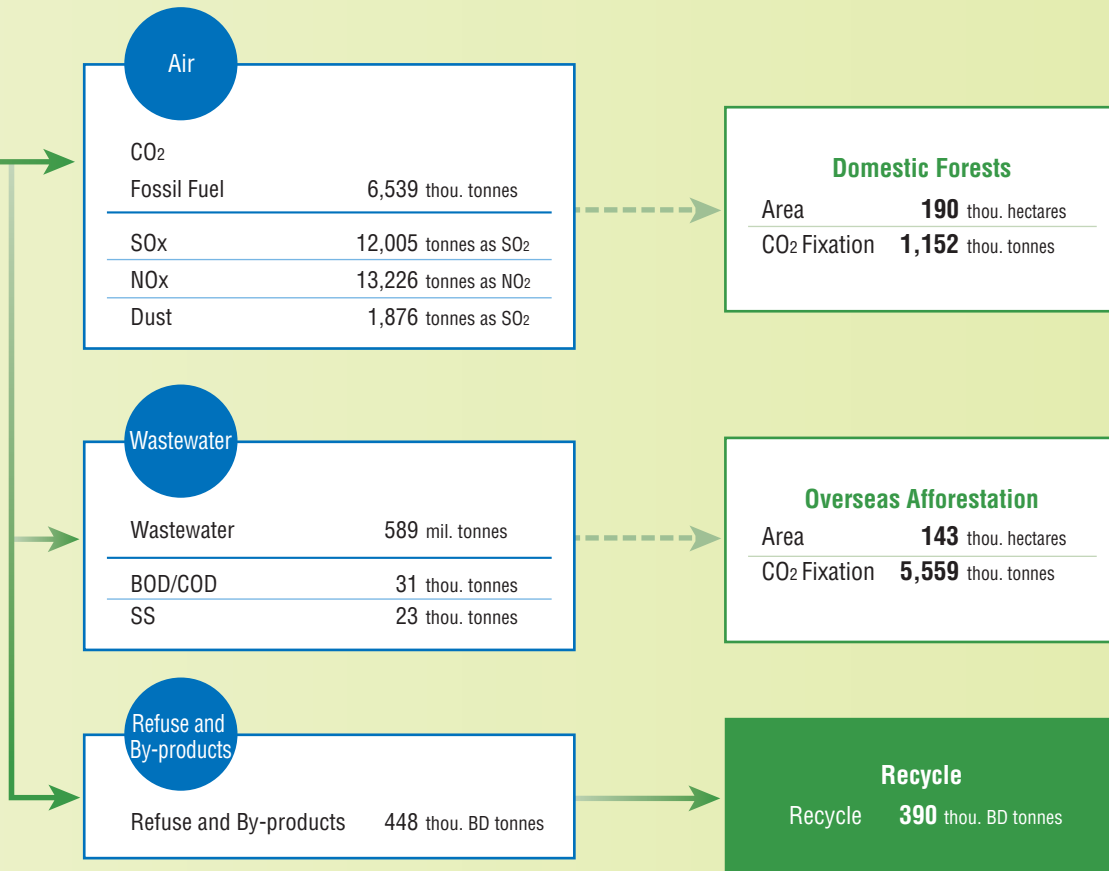 Air
CO2
Fossil Fuel 6,539 thou. tonnes
SOx 12,005 tonnes as SO2
NOx 13,226 tonnes as NO2
Dust 1,876 tonnes as SO2
Domestic Forests
Area 190 thou. hectares
CO2 Fixation 1,152 thou. tonnes
Wastewater
Wastewater 589 mil. tonnes
BOD/COD 31 thou. tonnes
SS 23 thou. tonnes
Overseas Afforestation
Area 143 thou. hectares
CO2 Fixation 5,559 thou. tonnes
Refuse and
By-products
Refuse and By-products 448 thou. BD tonnes
Recycle
Recycle 390 thou. BD tonnes